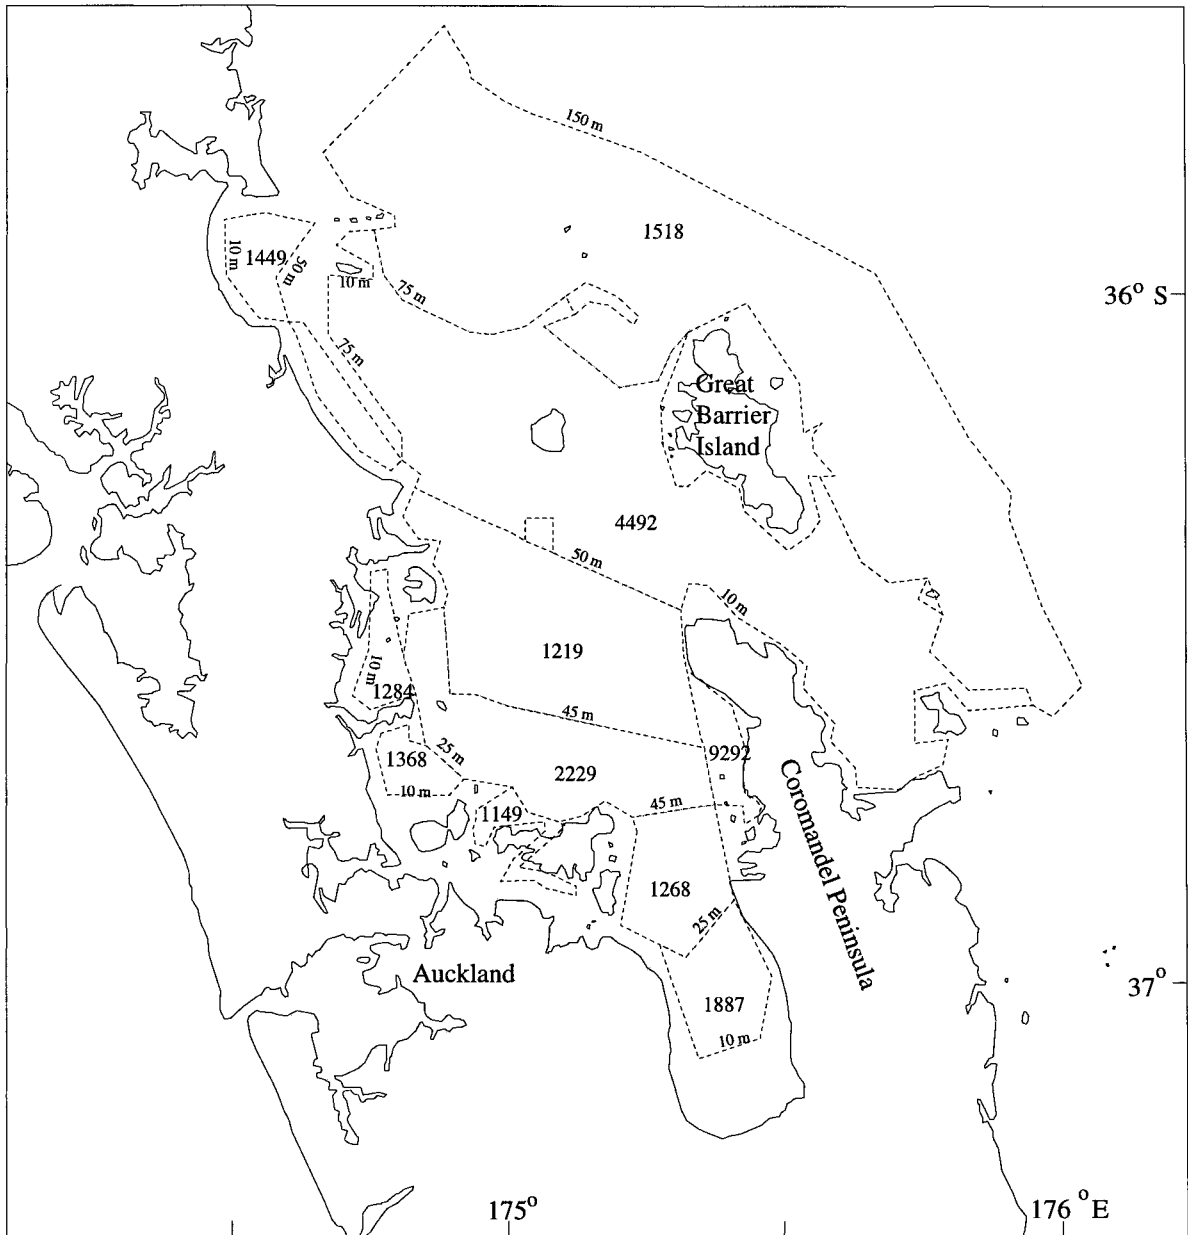 150 m
1518
1449
10 m
50 m
10 m
75 m
36° S
75 m
Great
Barrier
Island
4492
50 m
10 m
1219
10 m
1284
45 m
25 m
9292
1368
2229
10 m
45 m
1149
Coromandel Peninsula
1268
25 m
Auckland
37°
1887
10 m
175°
176 °E